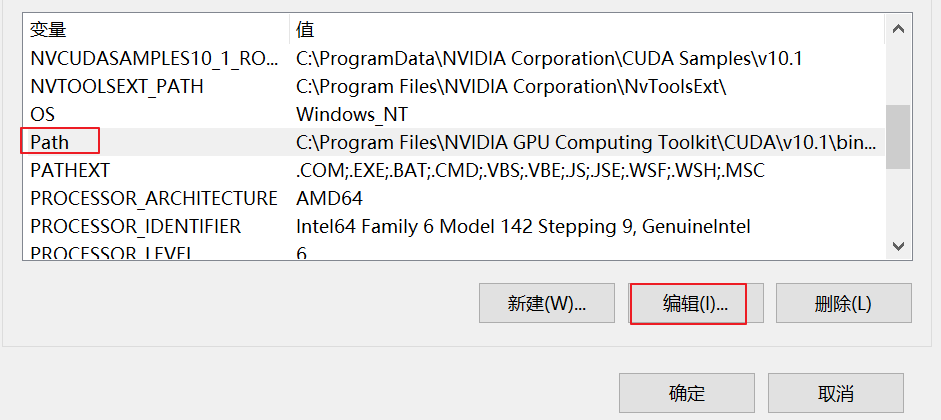 变量 值
NVCUDASAMPLES10_1_RO... C:\ProgramData\NVIDIA Corporation\CUDA Samples\v10.1
NVTOOLSEXT_PATH C:\Program Files\NVIDIA Corporation\NvToolsExt\
OS Windows_NT
Path C:\Program Files\NVIDIA GPU Computing Toolkit\CUDA\v10.1\bin...
PATHEXT .COM;.EXE;.BAT;.CMD;.VBS;.VBE;.JS;.JSE;.WSF;.WSH;.MSC
PROCESSOR_ARCHITECTURE AMD64
PROCESSOR_IDENTIFIER Intel64 Family 6 Model 142 Stepping 9, GenuineIntel
PROCESSOR_LEVEL 6
新建(W)... 编辑(I)... 删除(L)
确定 取消